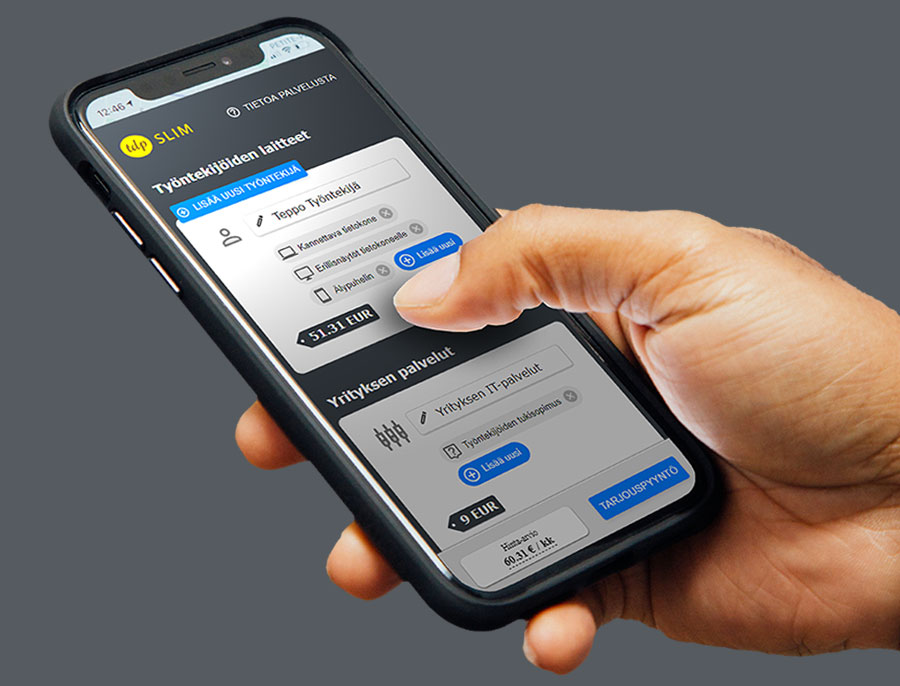 12:46
tdp SLIM
TIETOA PALVELUSTA
Työntekijöiden laitteet
LISÄÄ UUSI TYÖNTEKIJÄ
Teppo Työntekijä
Kannettava tietokone
Erillisnäytöt tietokoneelle
Älypuhelin
Lisää uusi
51.31 EUR
Yrityksen palvelut
Yrityksen IT-palvelut
Työntekijöiden tukisopimus
Lisää uusi
9 EUR
Hinta-arvio
60.31 € / kk
TARJOUSPYYNTÖ